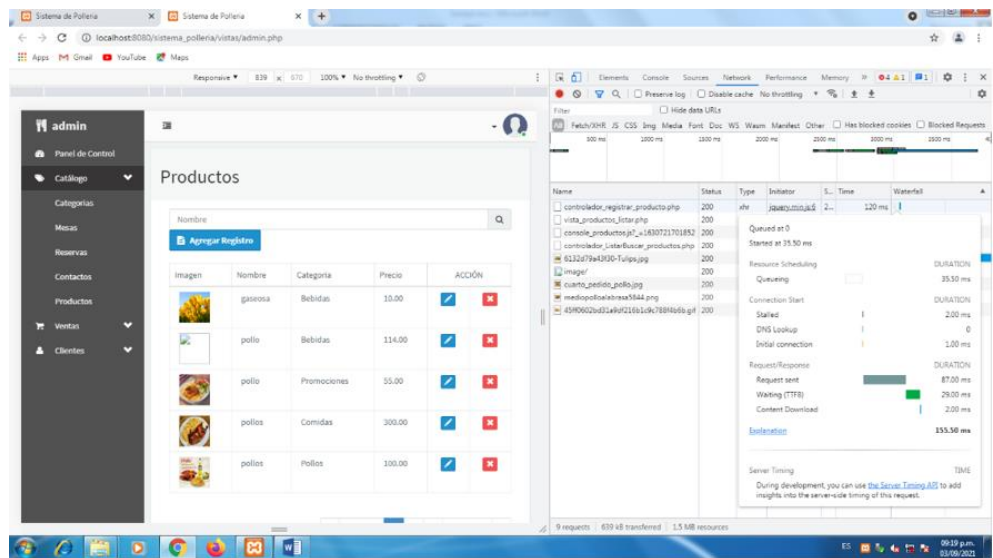 Sistema de Polleria
Sistema de Polleria
localhost:8080/sistema_polleria/vistas/admin.php
Apps
Gmail
YouTube
Maps
Responsive
839 x 670
100%
No throttling
admin
Panel de Control
Catálogo
Categorias
Mesas
Reservas
Contactos
Productos
Ventas
Clientes
Productos
Nombre
Agregar Registro
Imagen Nombre Categoria Precio ACCIÓN
gaseosa Bebidas 10.00
pollo Bebidas 114.00
pollo Promociones 55.00
pollos Comidas 300.00
pollos Pollos 100.00
Elements Console Sources Network Performance Memory
4 1 1
Preserve log Disable cache No throttling
Filter Hide data URLs
All Fetch/XHR JS CSS Img Media Font Doc WS Wasm Manifest Other Has blocked cookies Blocked Requests
500 ms 1000 ms 1500 ms 2000 ms 2500 ms 3000 ms 3500 ms
Name Status Type Initiator S... Time Waterfall
controlador_registrar_producto.php 200 xhr jquery.min.js:6 2... 120 ms
vista_productos_listar.php 200
console_productos.js?_=1630721701852 200
controlador_ListarBuscar_productos.php 200
6132d79a43f30-Tulips.jpg 200
image/ 200
cuarto_pedido_pollo.jpg 200
mediopolloalabrasa5844.png 200
200
Queued at 0
Started at 35.50 ms
Resource Scheduling DURATION
Queueing 35.50 ms
Connection Start DURATION
Stalled 2.00 ms
DNS Lookup 0
Initial connection 1.00 ms
Request/Response DURATION
Request sent 87.00 ms
Waiting (TTFB) 29.00 ms
Content Download 2.00 ms
Explanation 155.50 ms
Server Timing TIME
During development, you can use the Server Timing API to add
insights into the server-side timing of this request.
9 requests 639 kB transferred 1.5 MB resources
ES
09:19 p.m.
03/09/2021